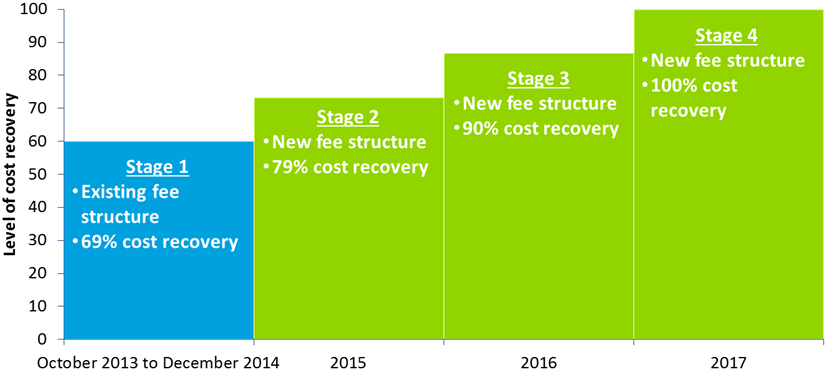 Level of cost recovery
100
90
80
70
60
50
40
30
20
10
0
Stage 1
•Existing fee
structure
•69% cost recovery
Stage 2
•New fee structure
•79% cost recovery
Stage 3
•New fee structure
•90% cost recovery
Stage 4
•New fee structure
•100% cost
recovery
October 2013 to December 2014
2015
2016
2017